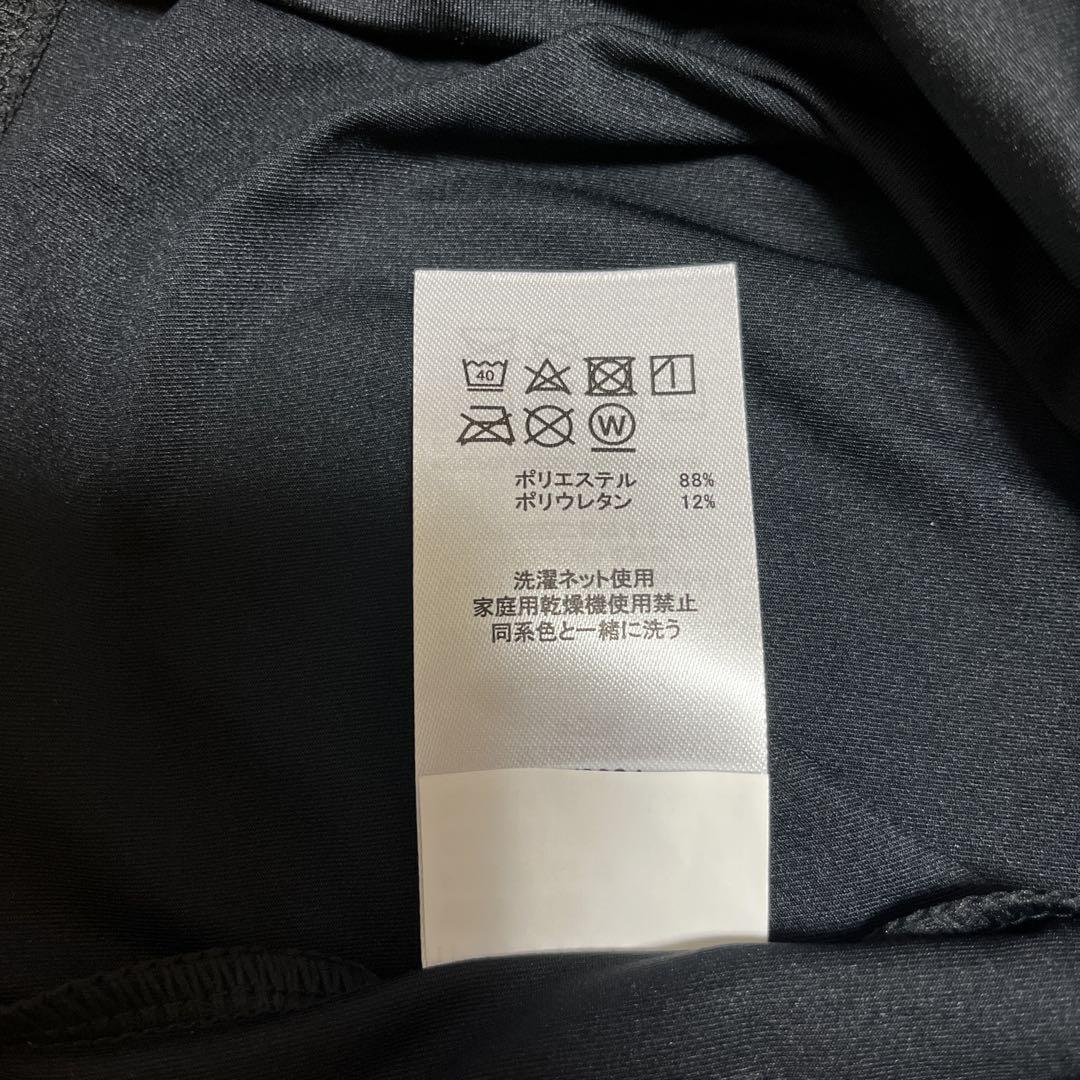 40
W
ポリエステル 88%
ポリウレタン 12%
洗濯ネット使用
家庭用乾燥機使用禁止
同系色と一緒に洗う